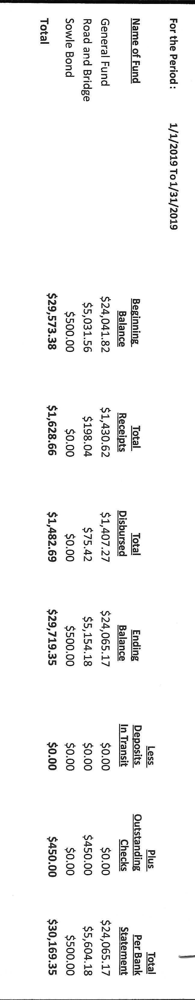 For the Period : 1/1/2019 To 1/31/2019
Less Plus Total
Beginning Total Total Ending Deposits Outstanding Per Bank
Name of Fund Balance Receipts Disbursed Balance In Transit Checks Statement
General Fund $24,041.82 $1,430.62 $1,407.27 $24,065.17 $0.00 $0.00 $24,065.17
Road and Bridge $5,031.56 $198.04 $75.42 $5,154.18 $0.00 $450.00 $5,604.18
Sowle Bond $500.00 $0.00 $0.00 $500.00 $0.00 $0.00 $500.00
Total $29,573.38 $1,628.66 $1,482.69 $29,719.35 $0.00 $450.00 $30,169.35